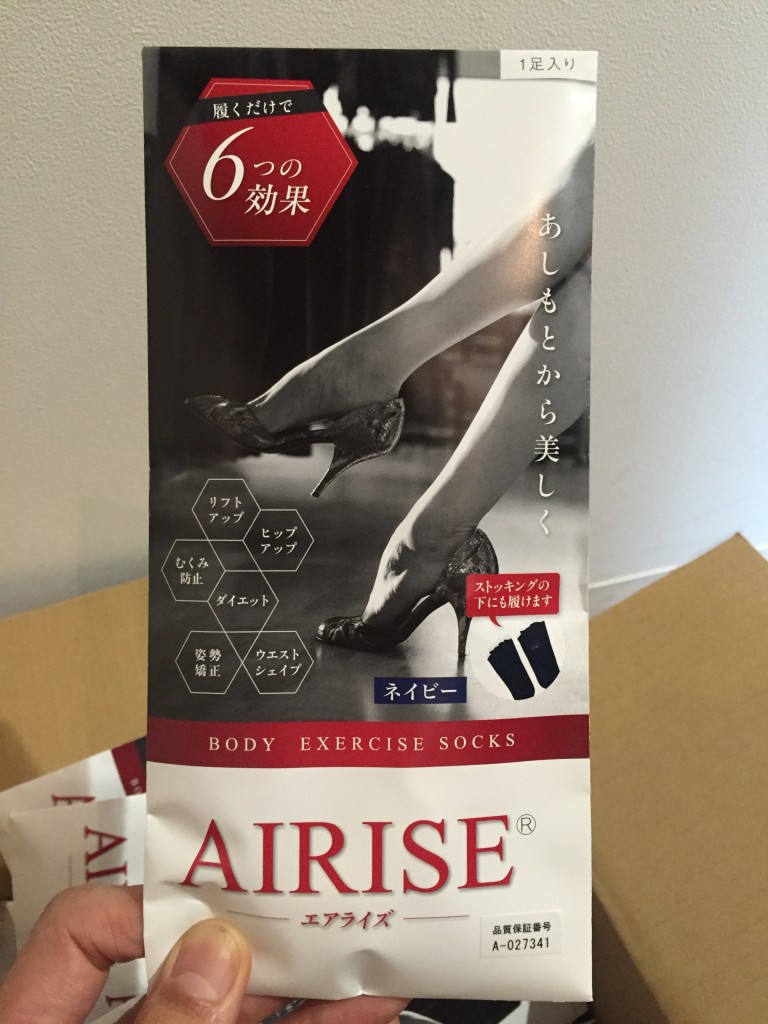 1足入り
履くだけで
6つの
効果
あしもとから美しく
リフト
アップ
ヒップ
アップ
むくみ
防止
ダイエット
姿勢
矯正
ウエスト
シェイプ
ストッキングの
下にも履けます
ネイビー
BODY EXERCISE SOCKS
AIRISE®
エアライズ
品質保証番号
A-027341
AI